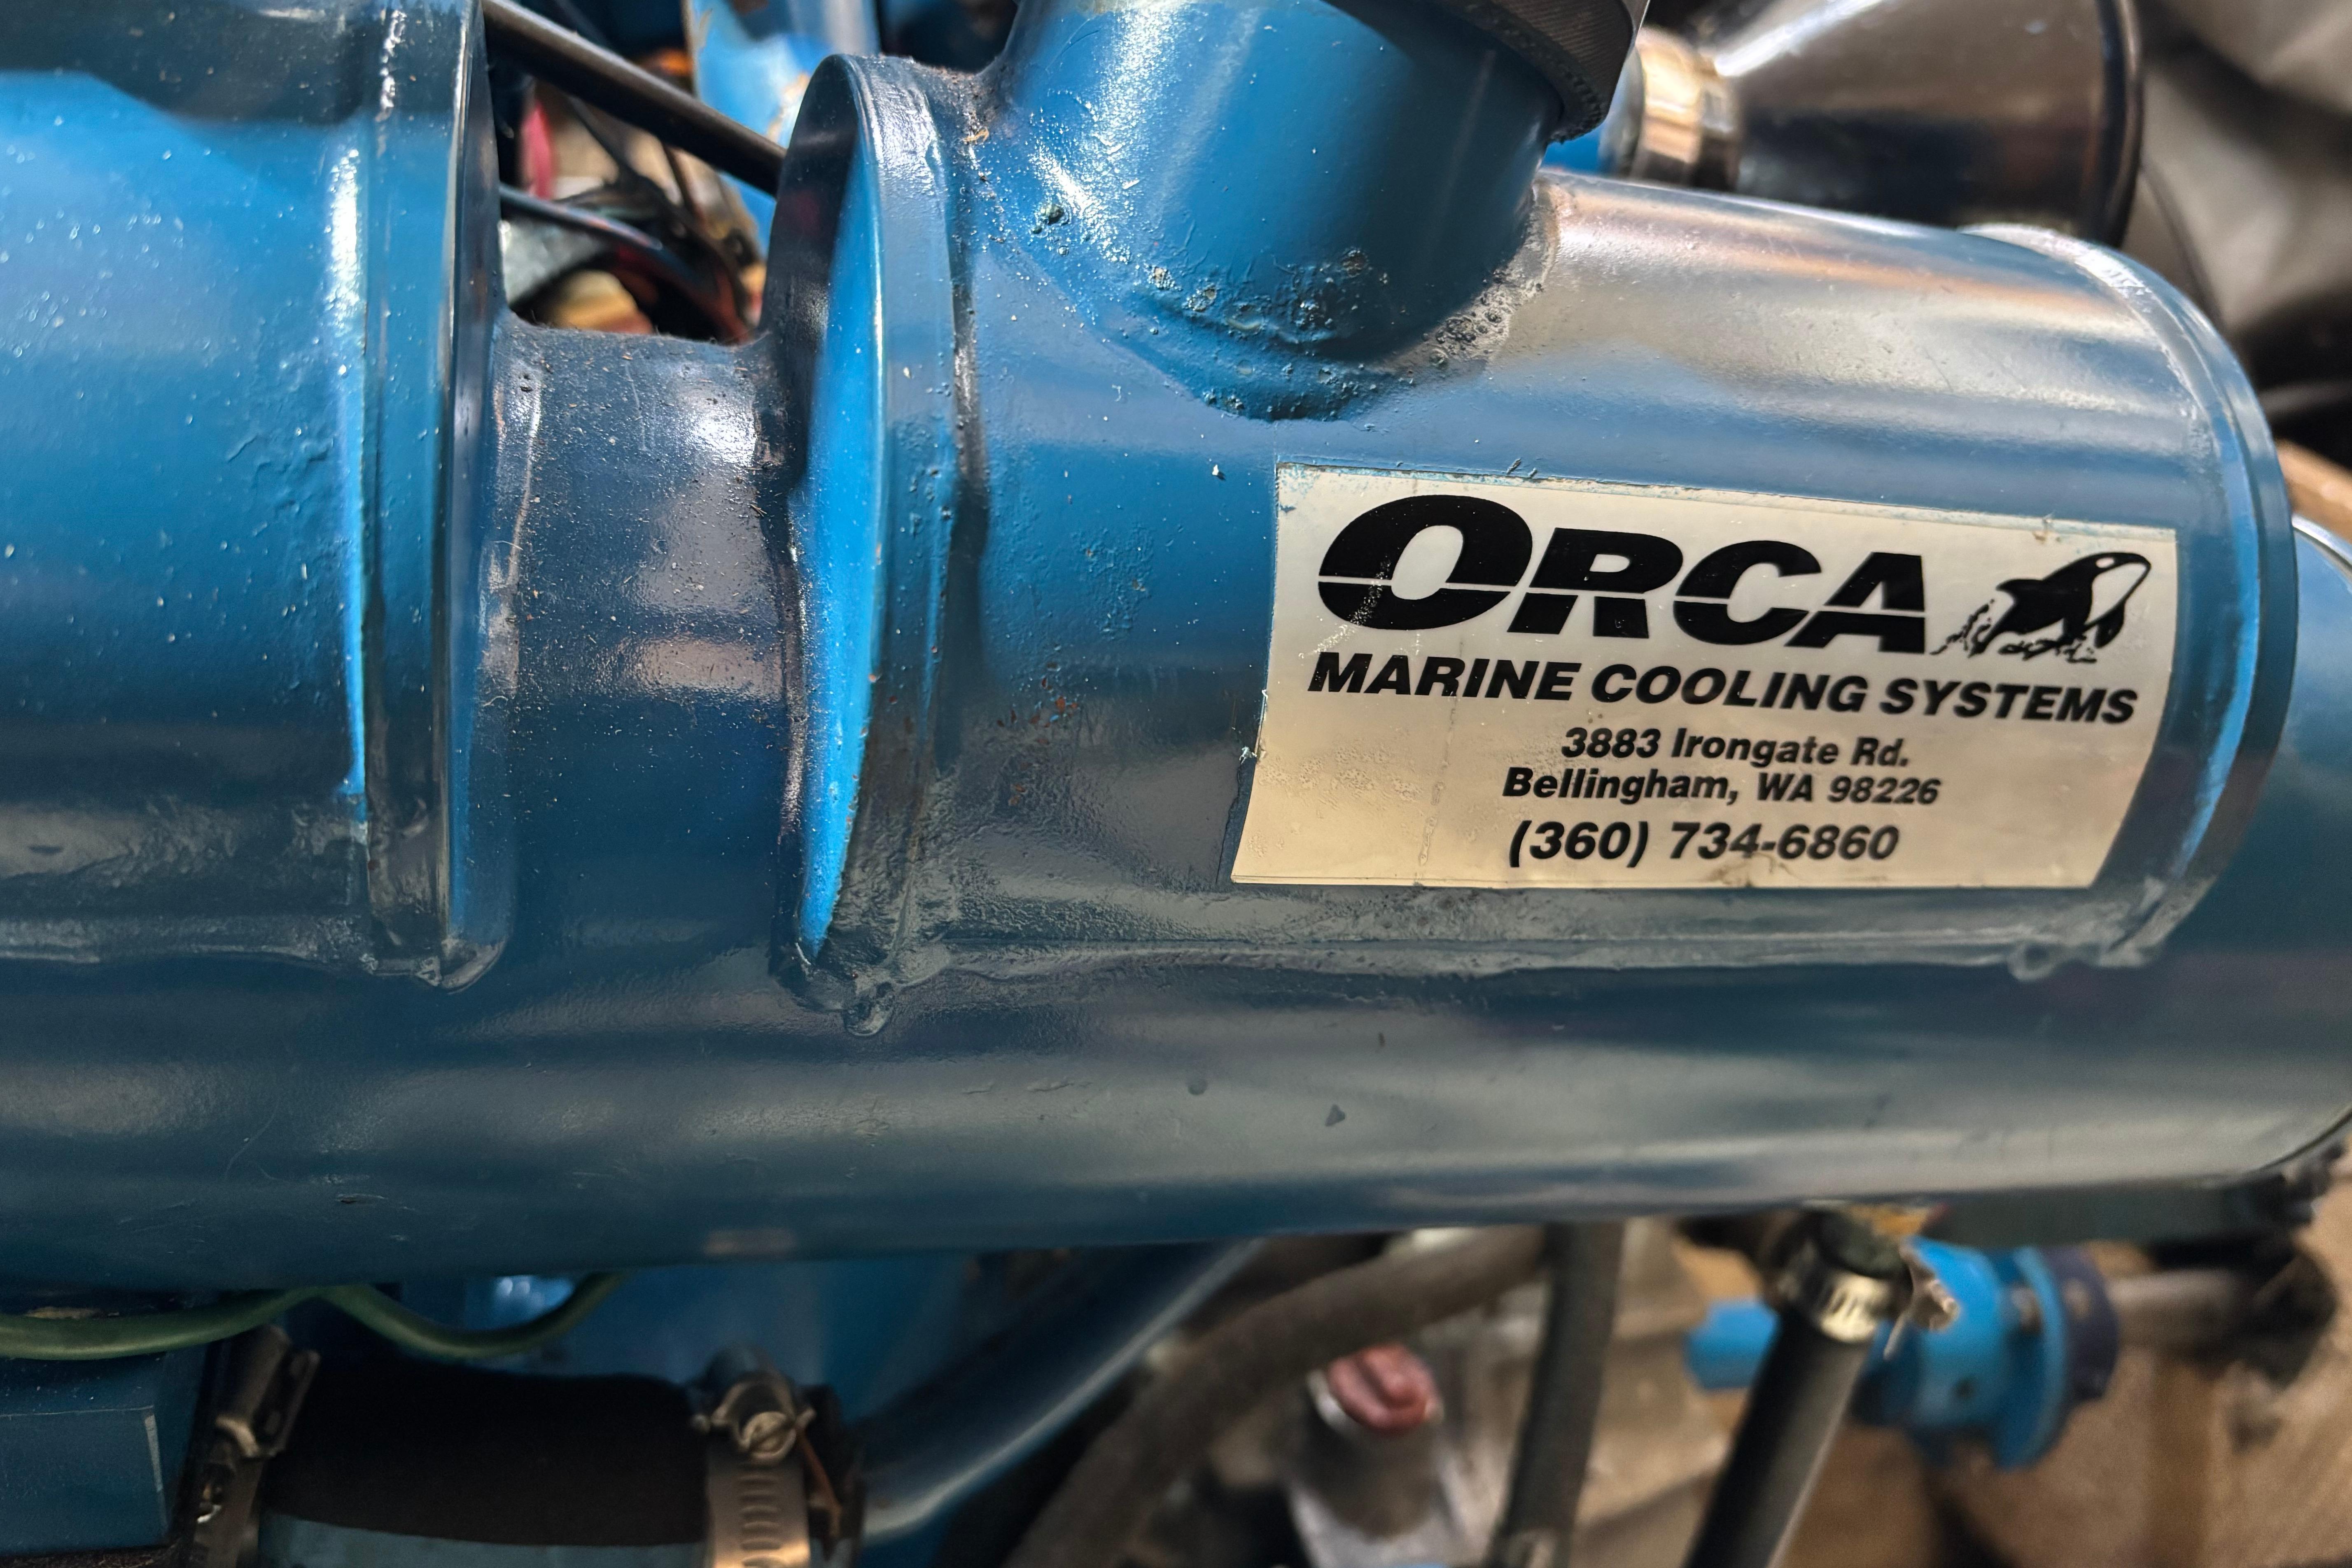 ORCA
MARINE COOLING SYSTEMS
3883 Irongate Rd.
Bellingham, WA 98226
(360) 734-6860